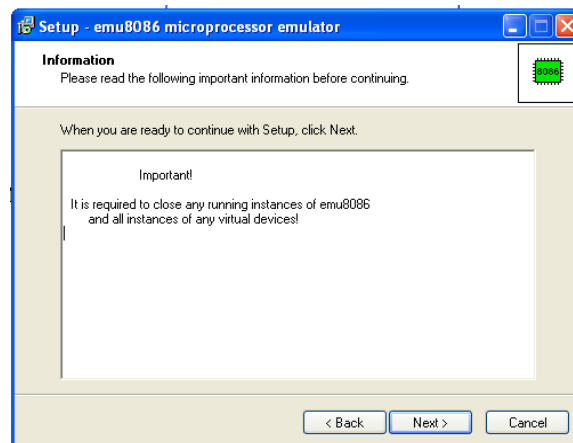 Setup - emu8086 microprocessor emulator
Information
Please read the following important information before continuing.
8086
When you are ready to continue with Setup, click Next.
Important!
It is required to close any running instances of emu8086
and all instances of any virtual devices!
< Back
Next >
Cancel